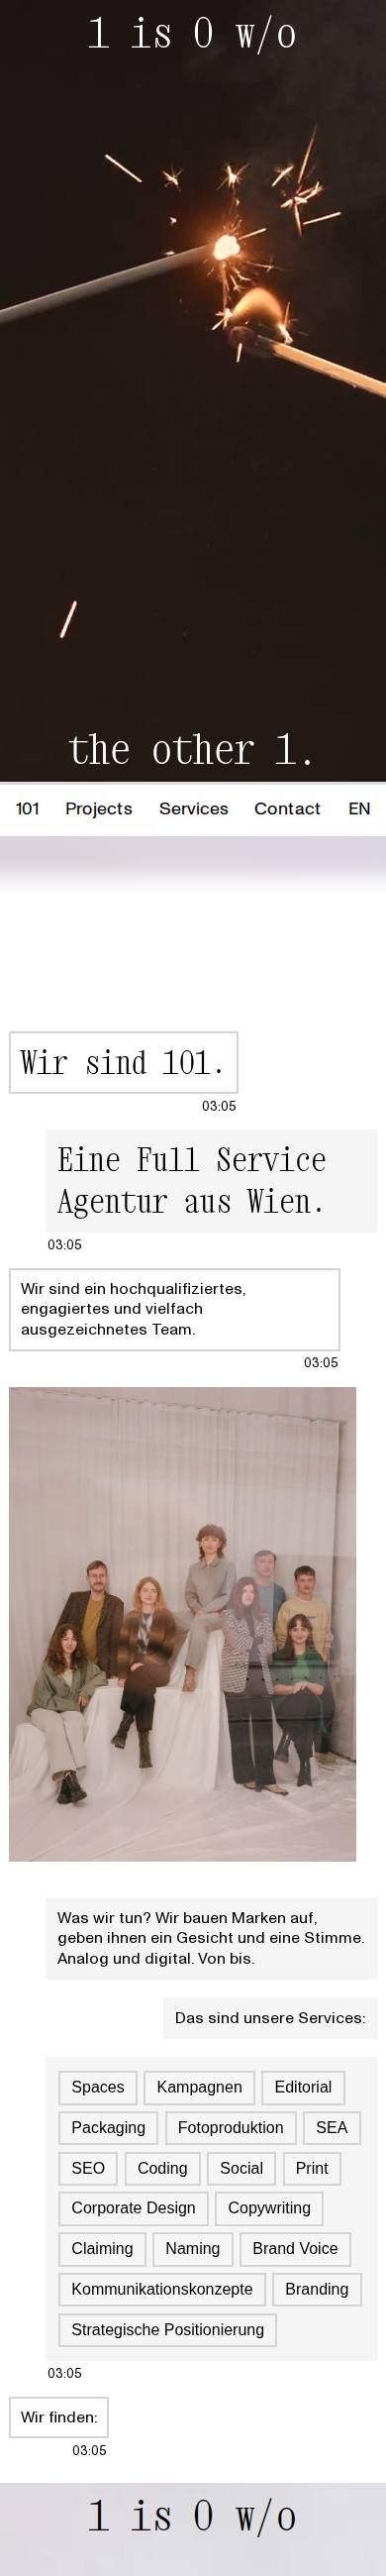 1 is 0 w/o
the other 1.
101 Projects Services Contact EN
Wir sind 101.
03:05
Eine Full Service
Agentur aus Wien.
03:05
Wir sind ein hochqualifiziertes,
engagiertes und vielfach
ausgezeichnetes Team.
03:05
Was wir tun? Wir bauen Marken auf,
geben ihnen ein Gesicht und eine Stimme.
Analog und digital. Von bis.
Das sind unsere Services:
Spaces Kampagnen Editorial
Packaging Fotoproduktion SEA
SEO Coding Social Print
Corporate Design Copywriting
Claiming Naming Brand Voice
Kommunikationskonzepte Branding
Strategische Positionierung
03:05
Wir finden:
03:05
1 is 0 w/o